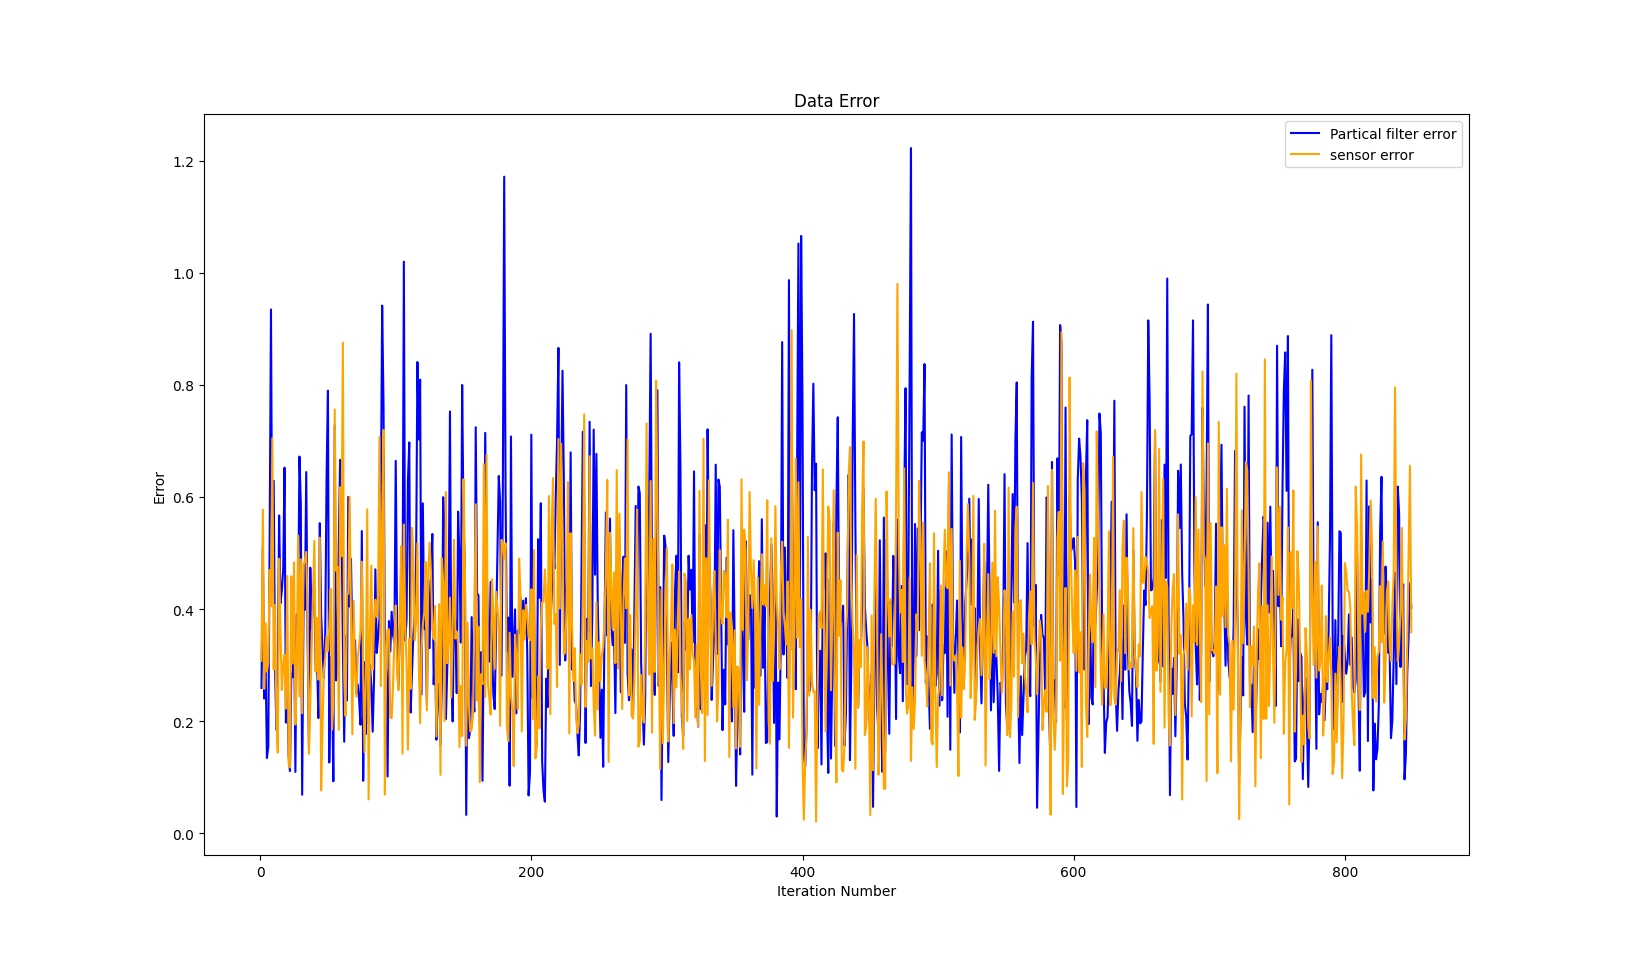 Data Error
Partical filter error
sensor error
1.2
1.0
0.8
0.6
0.4
0.2
0.0
Error
0 200 400 600 800
Iteration Number